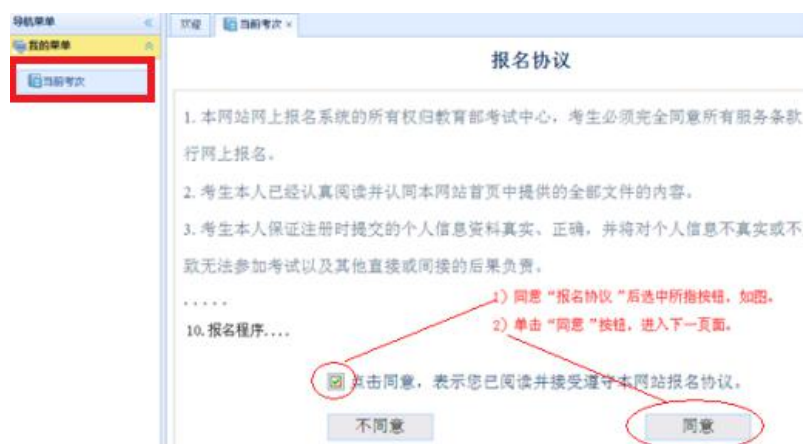 导航菜单
欢迎
当前考次
我的菜单
当前考次
报名协议
1. 本网站网上报名系统的所有权归教育部考试中心，考生必须完全同意所有服务条款
行网上报名。
2. 考生本人已经认真阅读并认同本网站首页中提供的全部文件的内容。
3. 考生本人保证注册时提交的个人信息资料真实、正确，并将对个人信息不真实或不
致无法参加考试以及其他直接或间接的后果负责。
.....
1）同意“报名协议”后选中所指按钮，如图。
10. 报名程序....
2）单击“同意”按钮，进入下一页面。
点击同意，表示您已阅读并接受遵守本网站报名协议。
不同意
同意